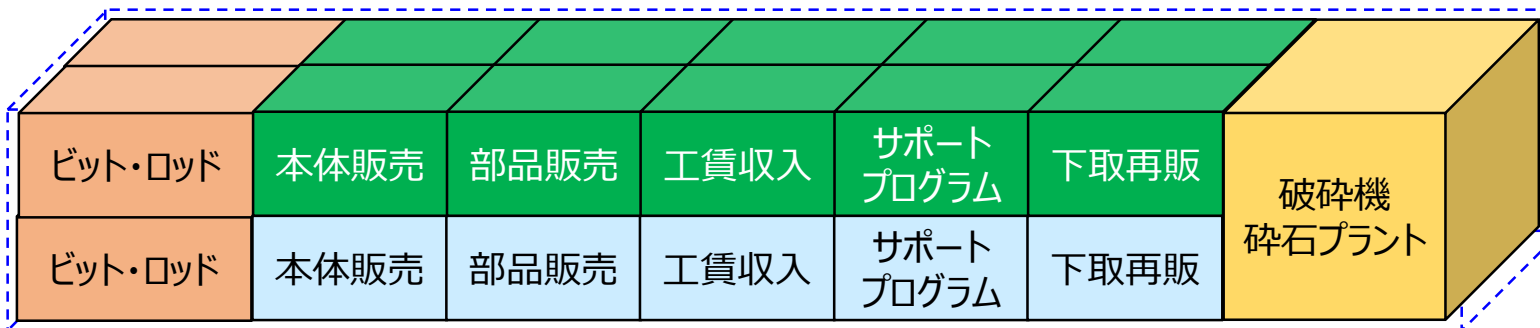 ビット・ロッド
本体販売
部品販売
工賃収入
サポート
プログラム
下取再販
破砕機
砕石プラント
ビット・ロッド
本体販売
部品販売
工賃収入
サポート
プログラム
下取再販